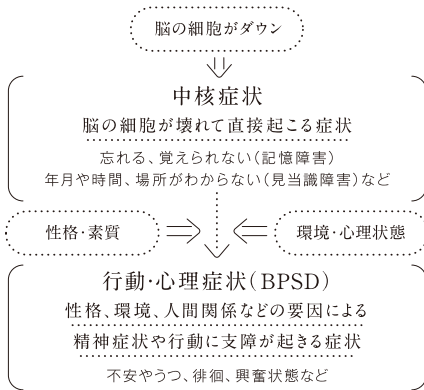 脳の細胞がダウン
中核症状
脳の細胞が壊れて直接起こる症状
忘れる、覚えられない（記憶障害）
年月や時間、場所がわからない（見当識障害）など
性格・素質
環境・心理状態
行動・心理症状（BPSD）
性格、環境、人間関係などの要因による
精神症状や行動に支障が起きる症状
不安やうつ、徘徊、興奮状態など